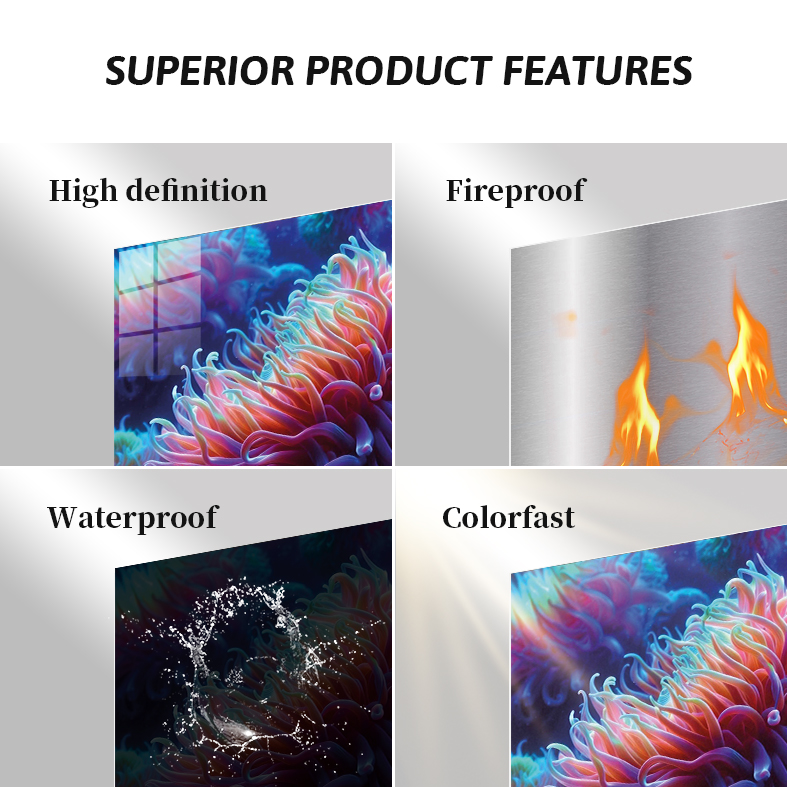 SUPERIOR PRODUCT FEATURES
High definition
Fireproof
Waterproof
Colorfast